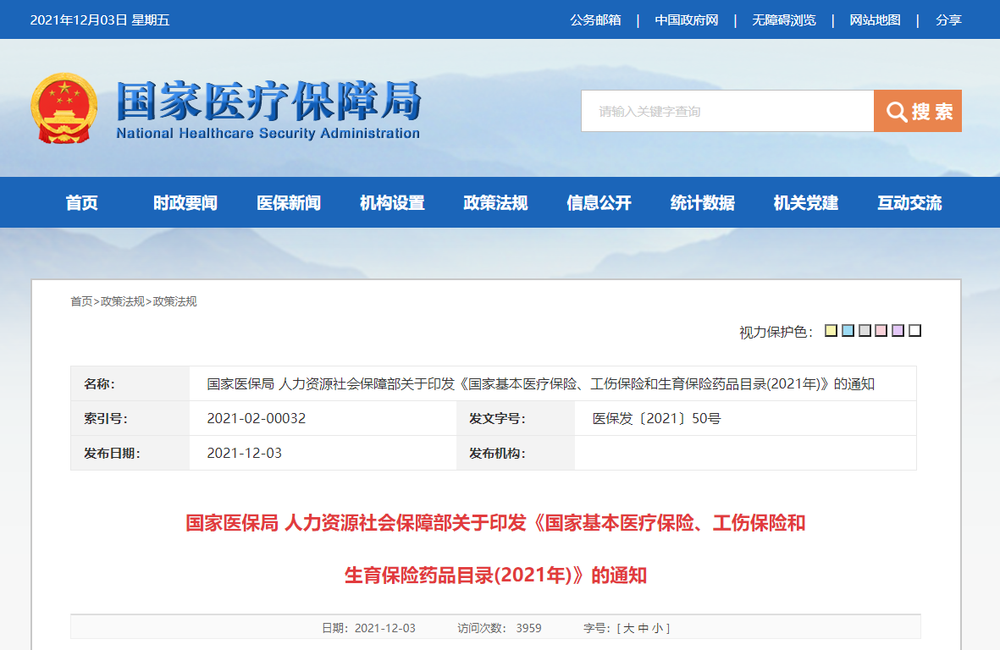 2021年12月03日 星期五 公务邮箱 | 中国政府网 | 无障碍浏览 | 网站地图 | 分享
国家医疗保障局
National Healthcare Security Administration
请输入关键字查询 搜 索
首页 时政要闻 医保新闻 机构设置 政策法规 信息公开 统计数据 机关党建 互动交流
首页>政策法规>政策法规
视力保护色：
名称： 国家医保局 人力资源社会保障部关于印发《国家基本医疗保险、工伤保险和生育保险药品目录(2021年)》的通知
索引号： 2021-02-00032 发文字号： 医保发〔2021〕50号
发布日期： 2021-12-03 发布机构：
国家医保局 人力资源社会保障部关于印发《国家基本医疗保险、工伤保险和
生育保险药品目录(2021年)》的通知
日期：2021-12-03 访问次数： 3959 字号：[ 大 中 小 ]